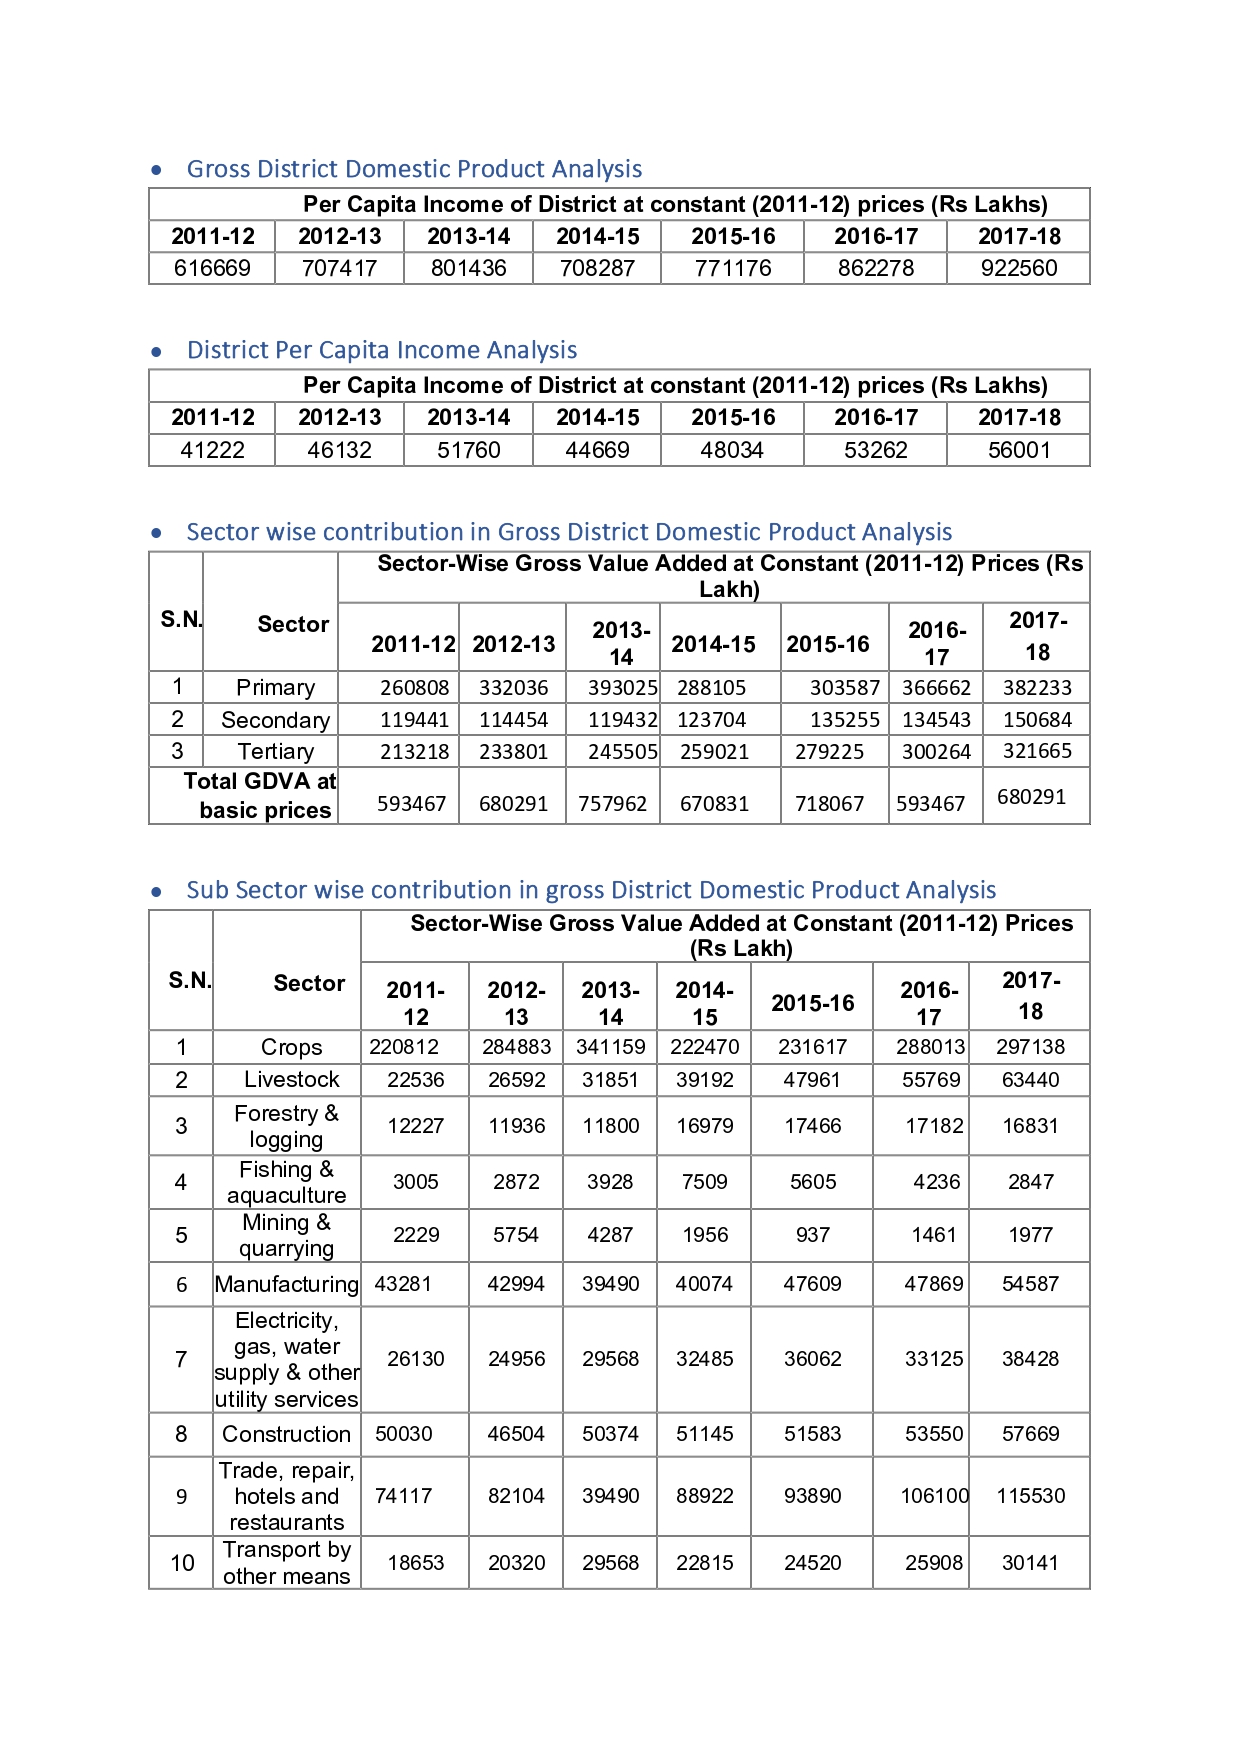 • Gross District Domestic Product Analysis
Per Capita Income of District at constant (2011-12) prices (Rs Lakhs)
2011-12 2012-13 2013-14 2014-15 2015-16 2016-17 2017-18
616669 707417 801436 708287 771176 862278 922560
• District Per Capita Income Analysis
Per Capita Income of District at constant (2011-12) prices (Rs Lakhs)
2011-12 2012-13 2013-14 2014-15 2015-16 2016-17 2017-18
41222 46132 51760 44669 48034 53262 56001
• Sector wise contribution in Gross District Domestic Product Analysis
S.N. Sector Sector-Wise Gross Value Added at Constant (2011-12) Prices (Rs
Lakh)
2011-12 2012-13 2013-
14 2014-15 2015-16 2016-
17 2017-
18
1 Primary 260808 332036 393025 288105 303587 366662 382233
2 Secondary 119441 114454 119432 123704 135255 134543 150684
3 Tertiary 213218 233801 245505 259021 279225 300264 321665
Total GDVA at
basic prices 593467 680291 757962 670831 718067 593467 680291
• Sub Sector wise contribution in gross District Domestic Product Analysis
S.N. Sector Sector-Wise Gross Value Added at Constant (2011-12) Prices
(Rs Lakh)
2011-
12 2012-
13 2013-
14 2014-
15 2015-16 2016-
17 2017-
18
1 Crops 220812 284883 341159 222470 231617 288013 297138
2 Livestock 22536 26592 31851 39192 47961 55769 63440
3 Forestry &
logging 12227 11936 11800 16979 17466 17182 16831
4 Fishing &
aquaculture 3005 2872 3928 7509 5605 4236 2847
5 Mining &
quarrying 2229 5754 4287 1956 937 1461 1977
6 Manufacturing 43281 42994 39490 40074 47609 47869 54587
7 Electricity,
gas, water
supply & other
utility services 26130 24956 29568 32485 36062 33125 38428
8 Construction 50030 46504 50374 51145 51583 53550 57669
9 Trade, repair,
hotels and
restaurants 74117 82104 39490 88922 93890 106100 115530
10 Transport by
other means 18653 20320 29568 22815 24520 25908 30141